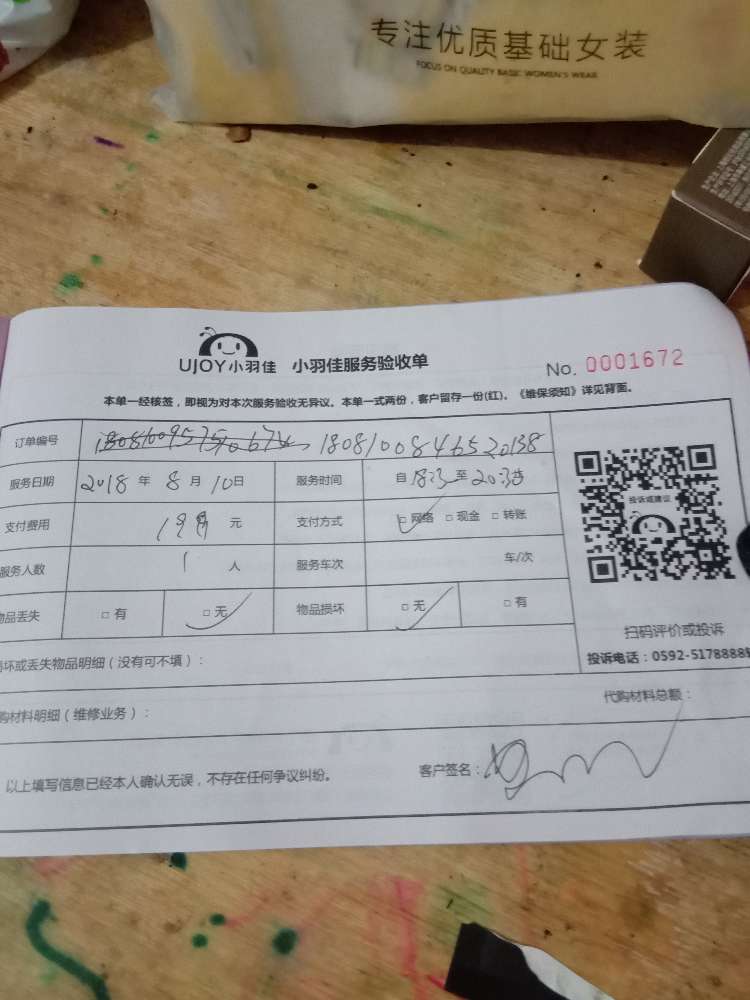 专注优质基础女装
FOCUS ON QUALITY BASIC WOMEN'S WEAR
UJOY小羽佳 小羽佳服务验收单
No. 0001672
本单一经核签，即视为对本次服务验收无异议。本单一式两份，客户留存一份(红)。《维保须知》详见背面。
订单编号 1808100846520138
服务日期 2018 年 8 月 10日 服务时间 自 至
支付费用 元 支付方式 □ 网络 □ 现金 □ 转账
服务人数 1 人 服务车次 车/次
物品丢失 □ 有 □ 无 物品损坏 □ 无 □ 有
投诉或建议
扫码评价或投诉
投诉电话：0592-5178888
坏或丢失物品明细（没有可不填）：
购材料明细（维修业务）： 代购材料总额：
以上填写信息已经本人确认无误，不存在任何争议纠纷。 客户签名：